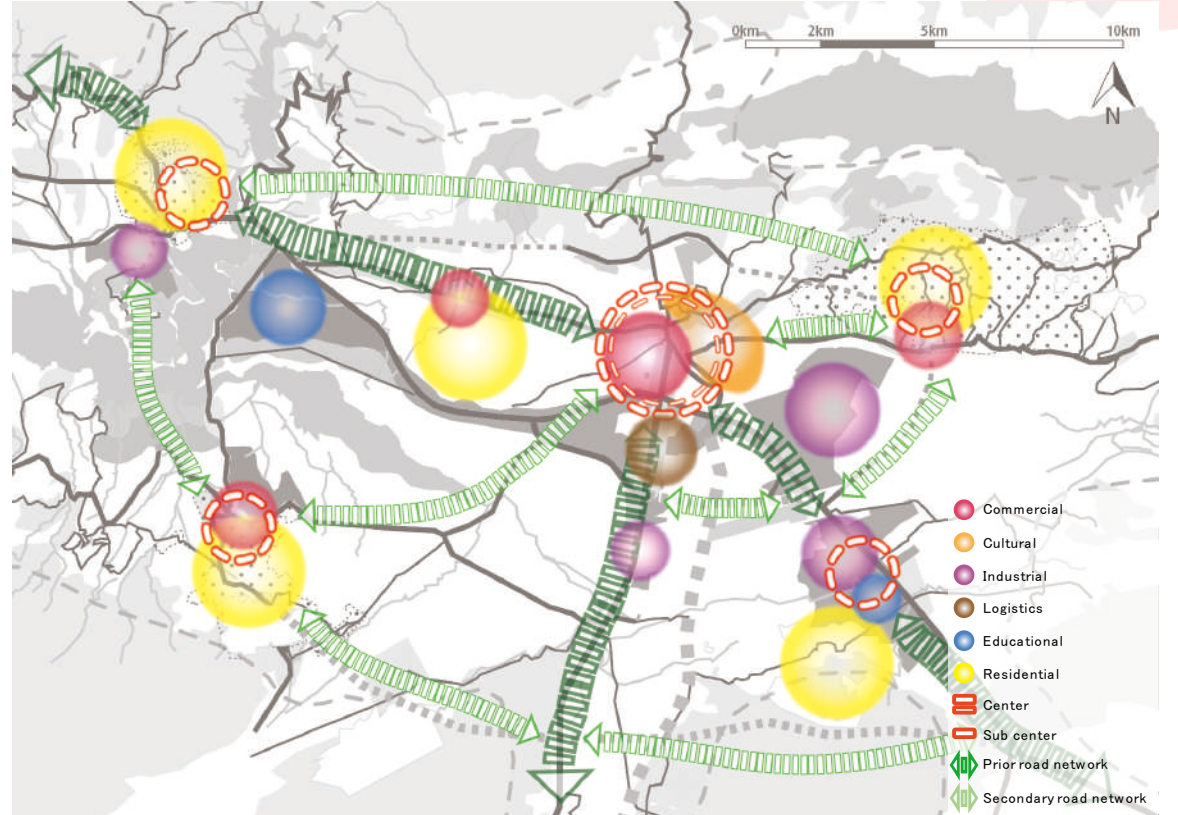 0km 2km 5km 10km
N
Commercial
Cultural
Industrial
Logistics
Educational
Residential
Center
Sub center
Prior road network
Secondary road network